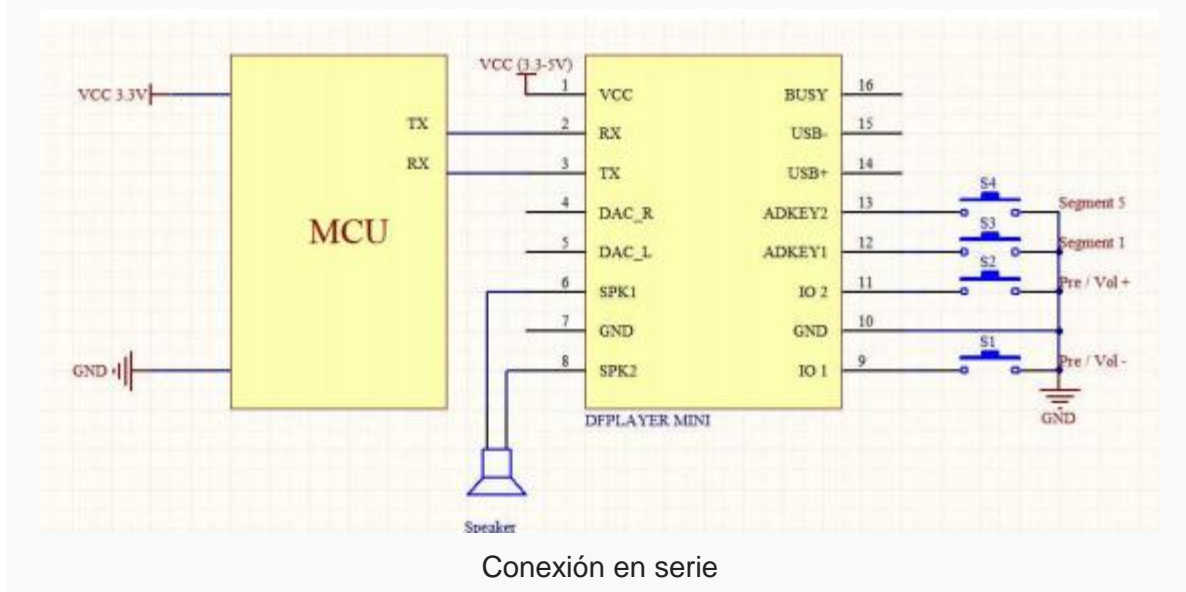 VCC (3.3-5V)
VCC 3.3V
1 VCC BUSY 16
TX 2 RX USB- 15
RX 3 TX USB+ 14
S4
4 DAC_R ADKEY2 13 Segment 5
MCU
S3
5 DAC_L ADKEY1 12 Segment 1
S2
6 SPK1 IO 2 11 Pre / Vol +
7 GND GND 10
S1
GND 8 SPK2 IO 1 9 Pre / Vol -
DFPLAYER MINI GND
Speaker
Conexión en serie